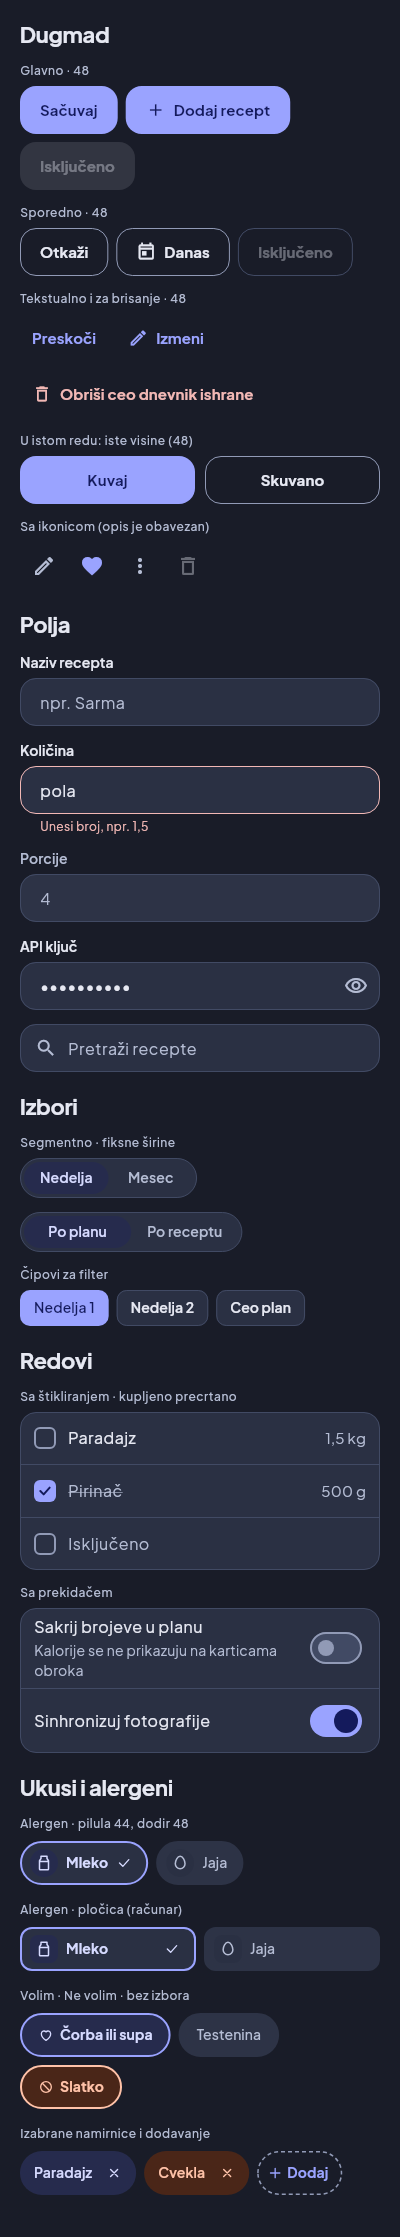 Dugmad
Glavno · 48
Sačuvaj
Dodaj recept
Isključeno
Sporedno · 48
Otkaži
Danas
Isključeno
Tekstualno i za brisanje · 48
Preskoči
Izmeni
Obriši ceo dnevnik ishrane
U istom redu: iste visine (48)
Kuvaj
Skuvano
Sa ikonicom (opis je obavezan)
Polja
Naziv recepta
npr. Sarma
Količina
pola
Unesi broj, npr. 1,5
Porcije
4
API ključ
••••••••••
Pretraži recepte
Izbori
Segmentno · fiksne širine
Nedelja
Mesec
Po planu
Po receptu
Čipovi za filter
Nedelja 1
Nedelja 2
Ceo plan
Redovi
Sa štikliranjem · kupljeno precrtano
Paradajz
1,5 kg
Pirinač
500 g
Isključeno
Sa prekidačem
Sakrij brojeve u planu
Kalorije se ne prikazuju na karticama
obroka
Sinhronizuj fotografije
Ukusi i alergeni
Alergen · pilula 44, dodir 48
Mleko
Jaja
Alergen · pločica (računar)
Mleko
Jaja
Volim · Ne volim · bez izbora
Čorba ili supa
Testenina
Slatko
Izabrane namirnice i dodavanje
Paradajz
Cvekla
Dodaj